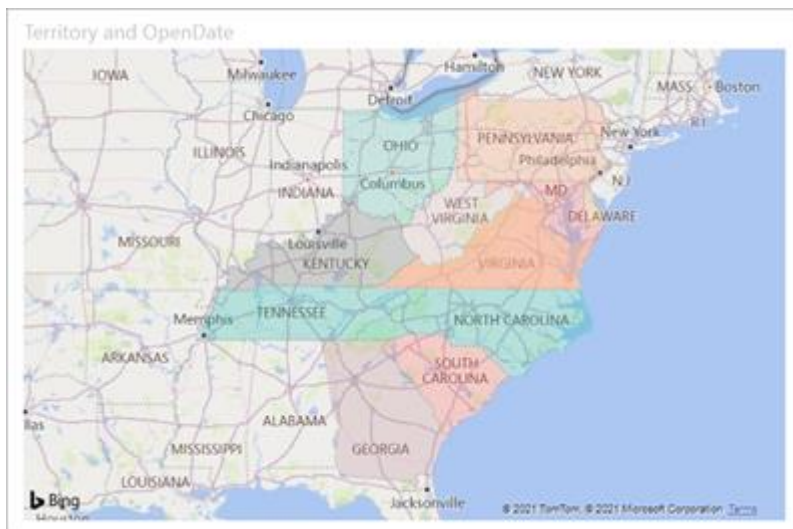 Territory and OpenDate
IOWA
Milwaukee
Hamilton
NEW YORK
MASS
Boston
Detroit
Chicago
R I
PENNSYLVANIA
New York
ILLINOIS
OHIO
Indianapolis
Philadelphia
Columbus
N J
INDIANA
MD
WEST
VIRGINIA
DELAWARE
MISSOURI
Louisville
KENTUCKY
VIRGINIA
TENNESSEE
Memphis
NORTH CAROLINA
ARKANSAS
SOUTH
CAROLINA
llas
ALABAMA
MISSISSIPPI
GEORGIA
LOUISIANA
Bing
Jacksonville
© 2021 TomTom, © 2021 Microsoft Corporation Terms
Houston